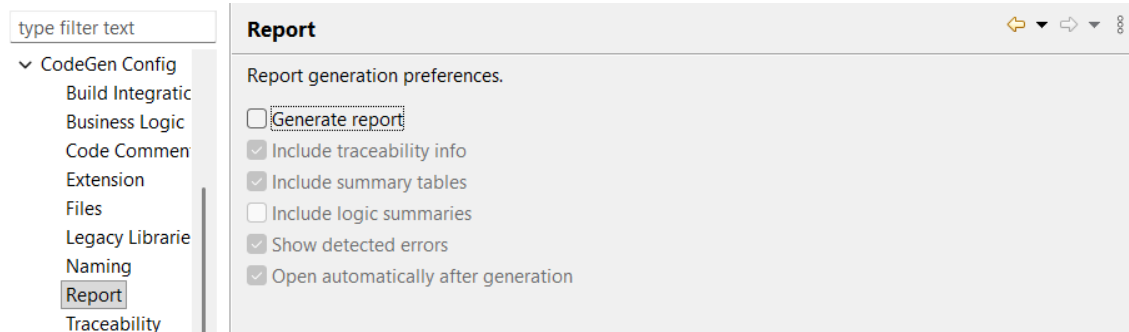 type filter text
CodeGen Config
Build Integratic
Business Logic
Code Commen
Extension
Files
Legacy Librarie
Naming
Report
Traceability
Report
Report generation preferences.
Generate report
Include traceability info
Include summary tables
Include logic summaries
Show detected errors
Open automatically after generation